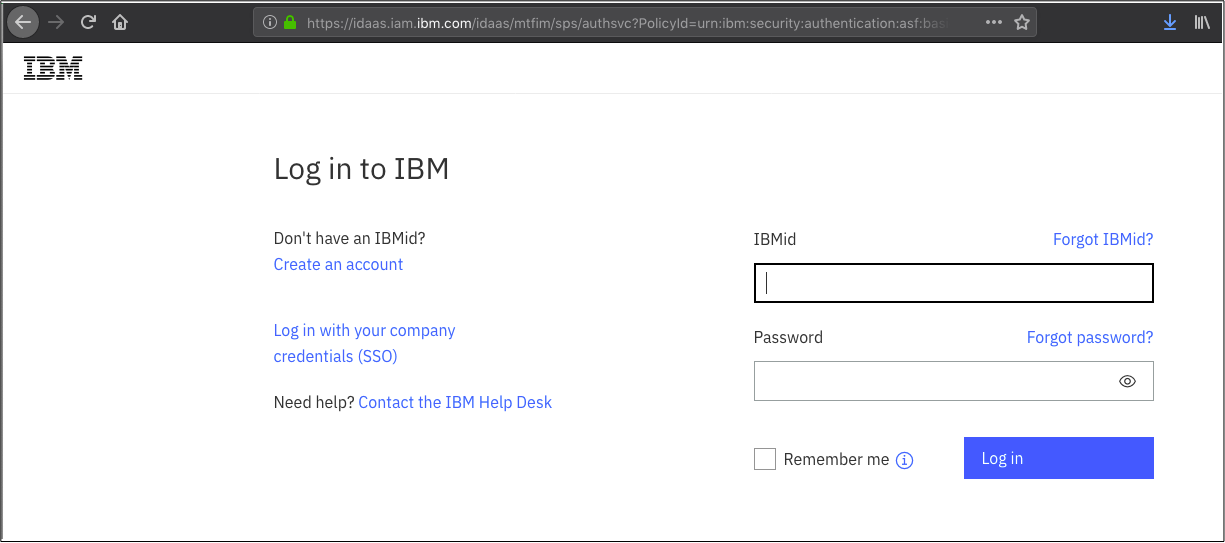 https://idaas.iam.ibm.com/idaas/mtfim/sps/authsvc?PolicyId=urn:ibm:security:authentication:asf:bas
IBM
Log in to IBM
Don't have an IBMid?
Create an account
Log in with your company
credentials (SSO)
Need help? Contact the IBM Help Desk
IBMid Forgot IBMid?
Password Forgot password?
Remember me
Log in